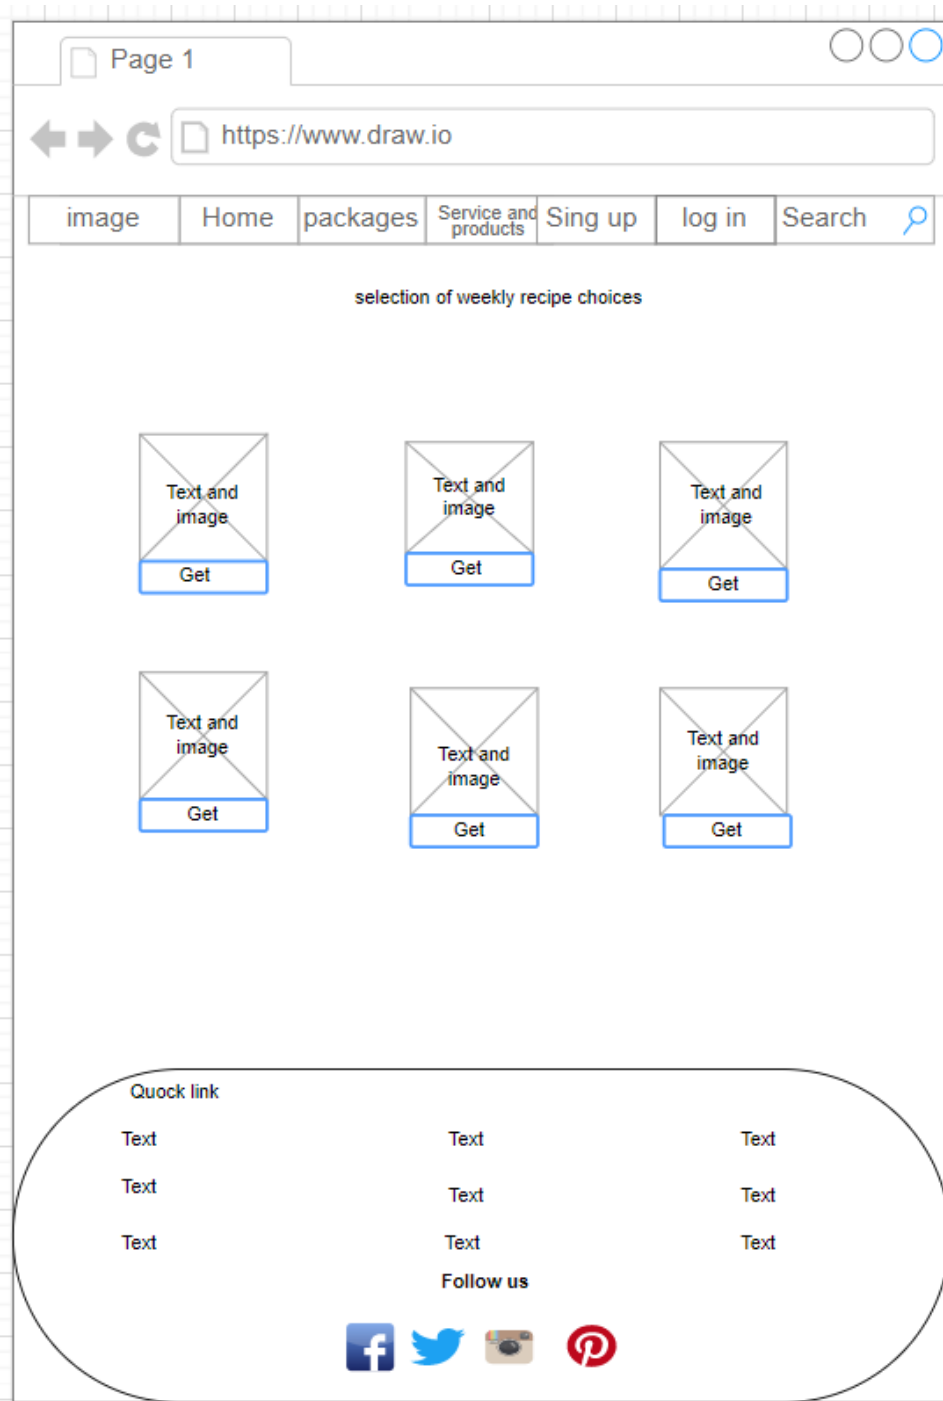 Page 1
https://www.draw.io
image
Home
packages
Service and
products
Sing up
log in
Search
selection of weekly recipe choices
Text and
image
Text and
image
Text and
image
Get
Get
Get
Text and
image
Text and
image
Text and
image
Get
Get
Get
Quock link
Text
Text
Text
Text
Text
Text
Text
Text
Text
Follow us